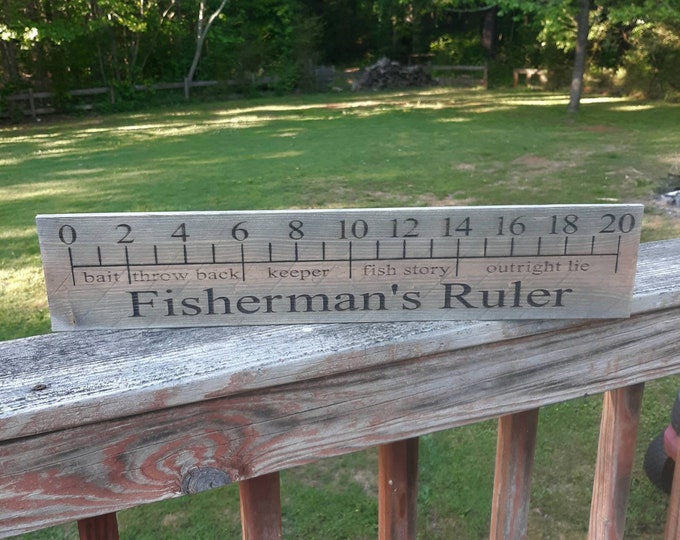 0 2 4 6 8 10 12 14 16 18 20
bait throw back keeper fish story outright lie
Fisherman's Ruler